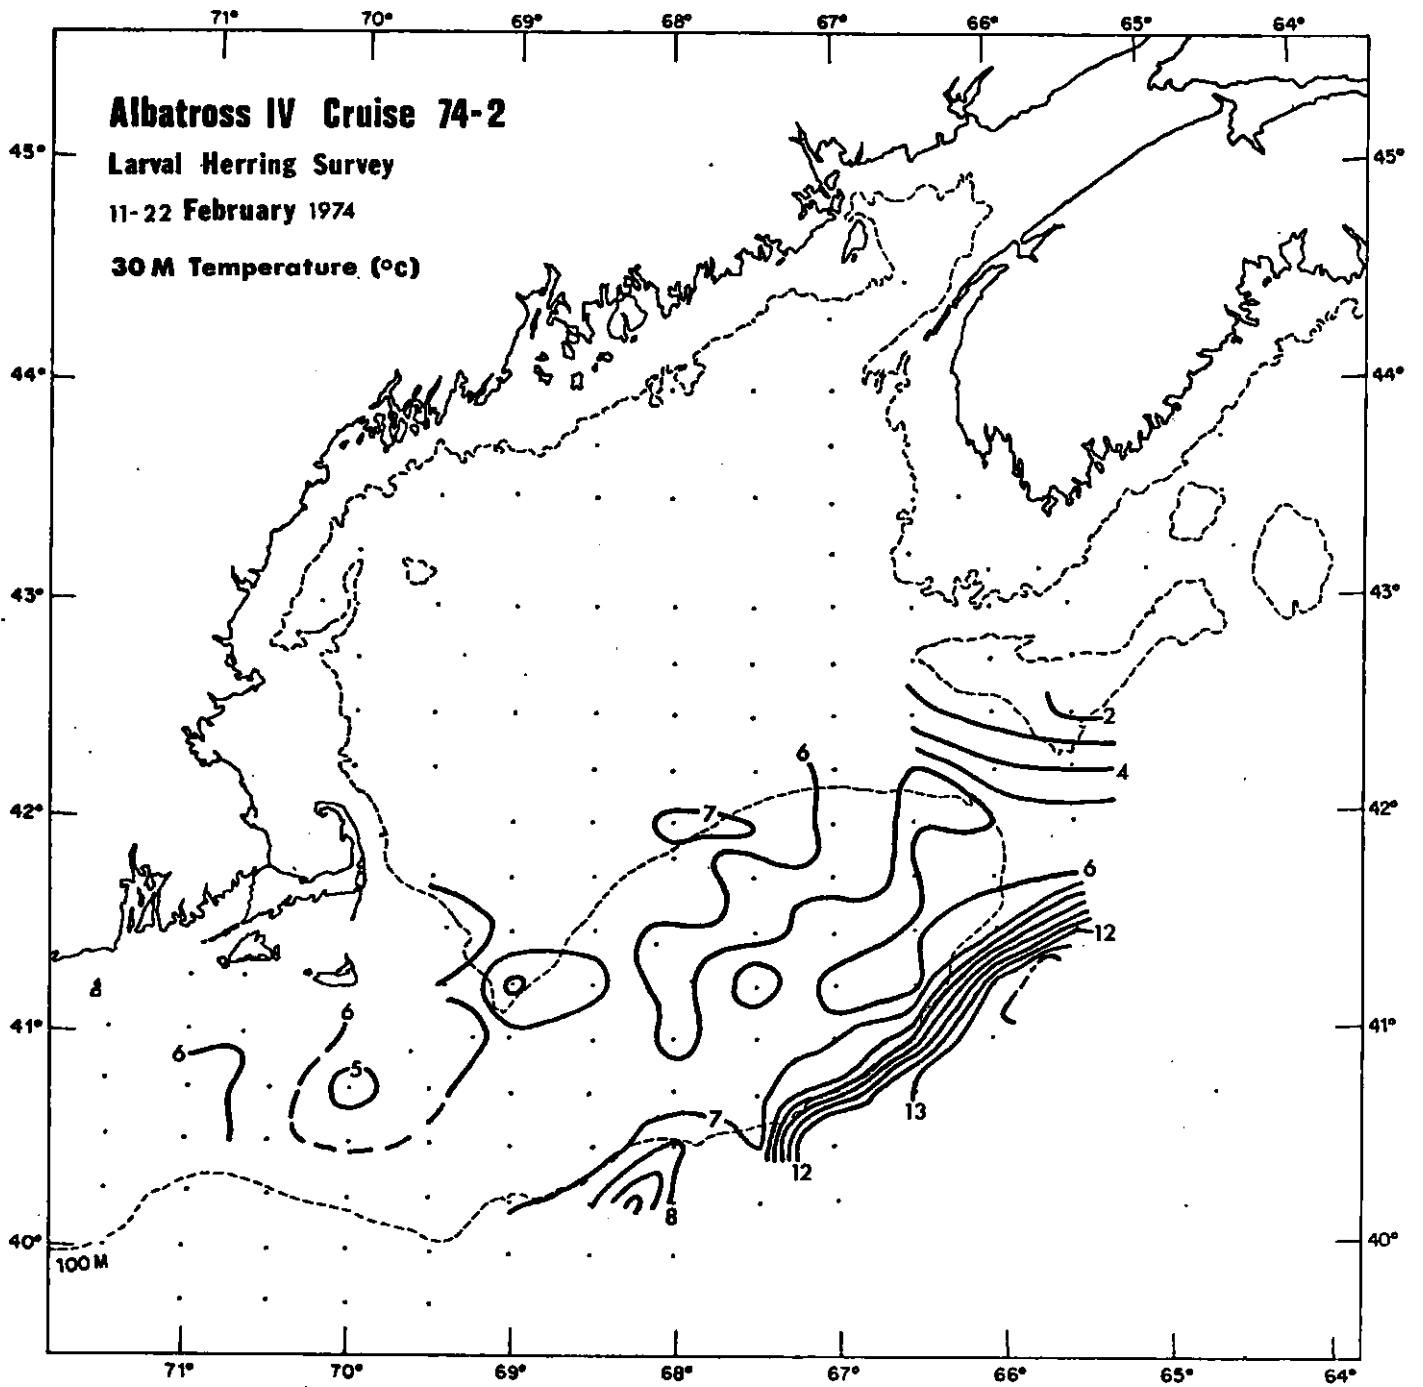 71° 70° 69° 68° 67° 66° 65° 64°
Albatross IV Cruise 74-2
Larval Herring Survey
11-22 February 1974
30 M Temperature (°C)
45° 45°
44° 44°
43° 43°
2
6
4
42° 42°
7
6
12
6
41° 41°
6
5
13
7
12
8
40° 40°
100 M
71° 70° 69° 68° 67° 66° 65° 64°